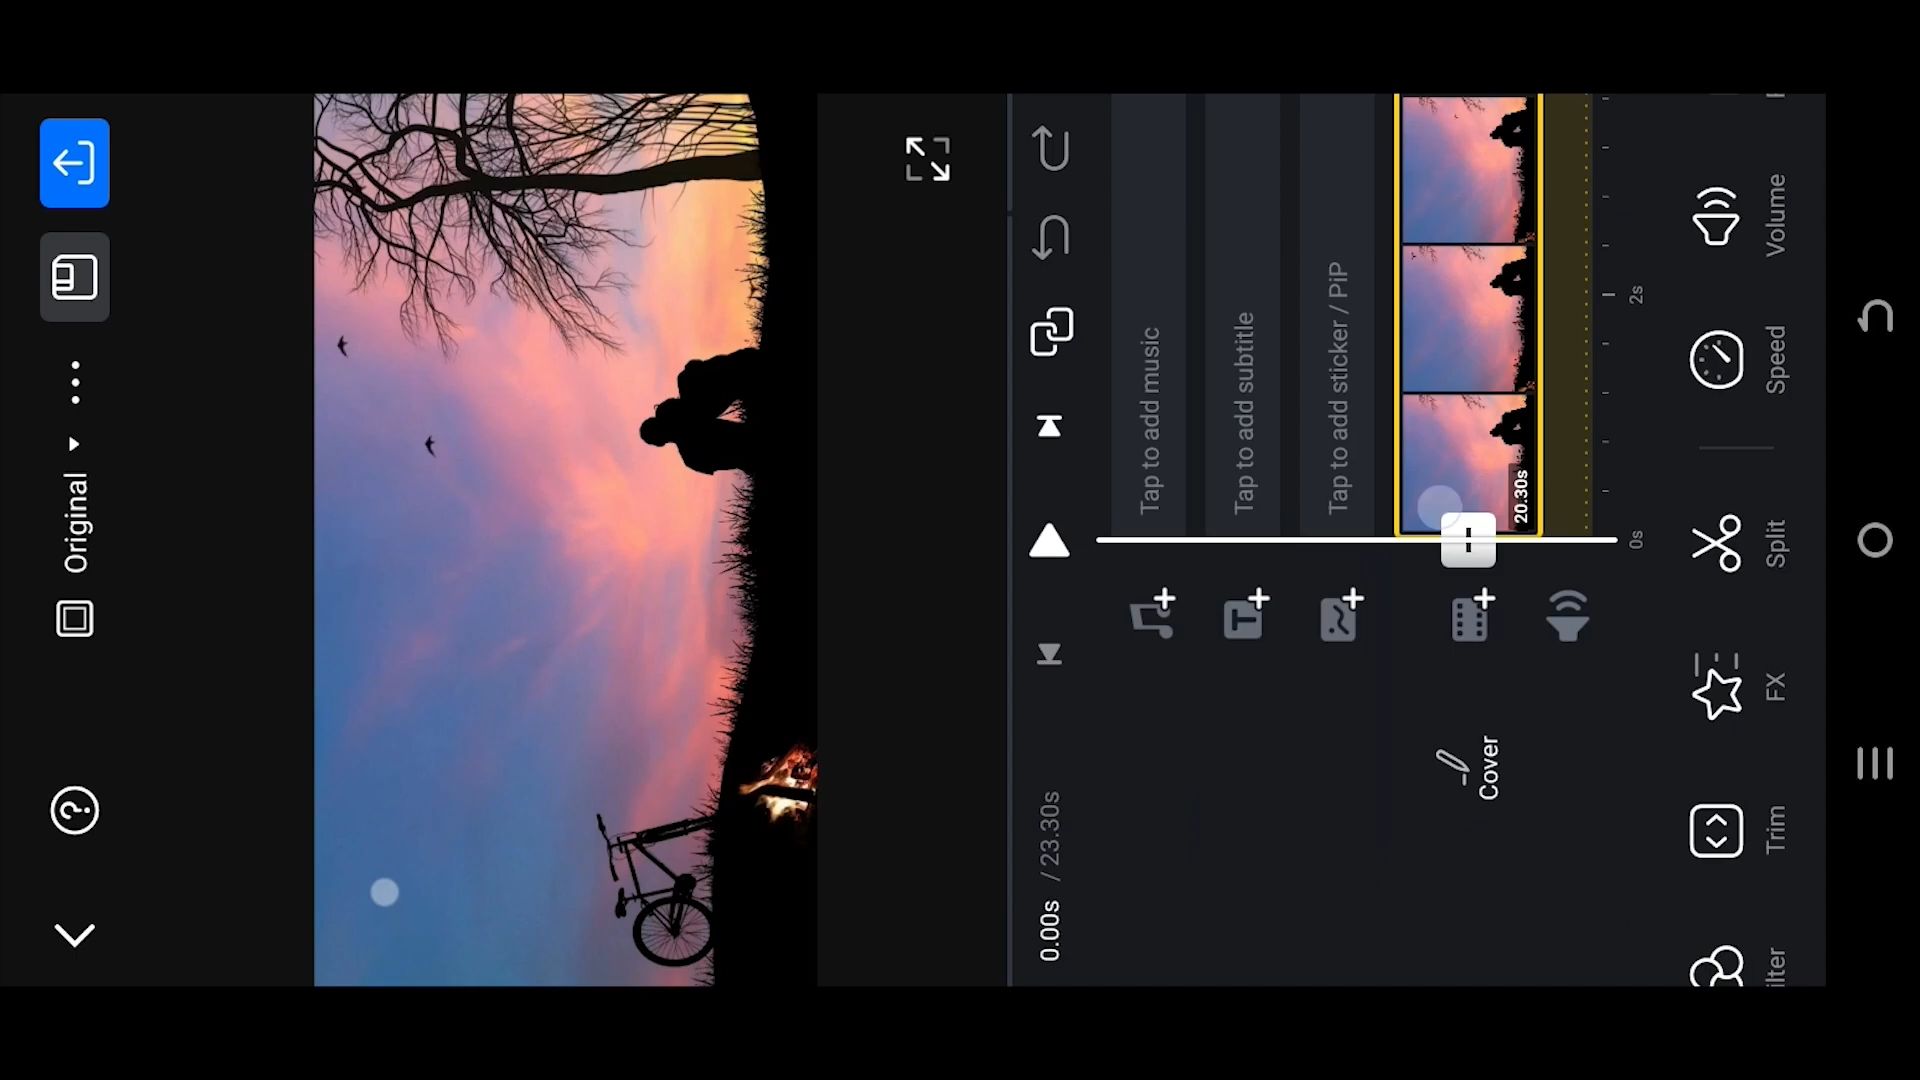 Original
0.00s / 23.30s
Tap to add music
Tap to add subtitle
Tap to add sticker / PiP
Cover
20.30s
0s
2s
ilter
Trim
FX
Split
Speed
Volume